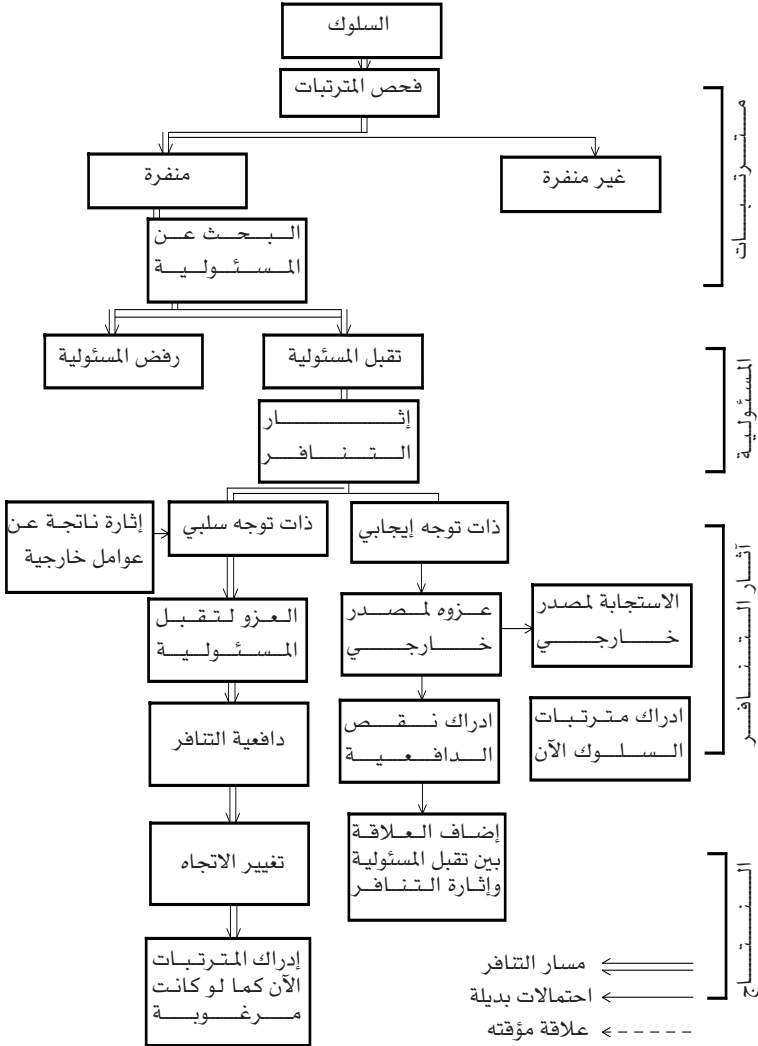 السلوك
فحص المترتبات
منفرة
غير منفرة
البحث عن
المسئولية
رفض المسئولية
تقبل المسئولية
إثار
التنافر
إثارة ناتجة عن
عوامل خارجية
ذات توجه سلبي
ذات توجه إيجابي
العزو لتقبل
المسئولية
عزوه لمصدر
خارجي
الاستجابة لمصدر
خارجي
دافعية التنافر
ادراك نقص
الدافعية
ادراك مترتبات
السلوك الآن
تغيير الاتجاه
إضاف العلاقة
بين تقبل المسئولية
وإثارة التنافر
إدراك المترتبات
الآن كما لو كانت
مرغوبة
مترتبات
المسئولية
آثار التنافر
النتاج
مسار التنافر
احتمالات بديلة
علاقة مؤقته